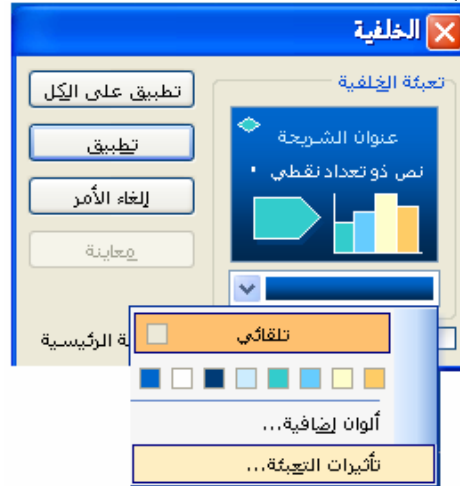 الخلفية
تعبئة الخلفية
عنوان الشريحة
• نص ذو تعداد نقطي
تطبيق على الكل
تطبيق
إلغاء الأمر
معاينة
الرئيسية
تلقائي
ألوان إضافية...
تأثيرات التعبئة...